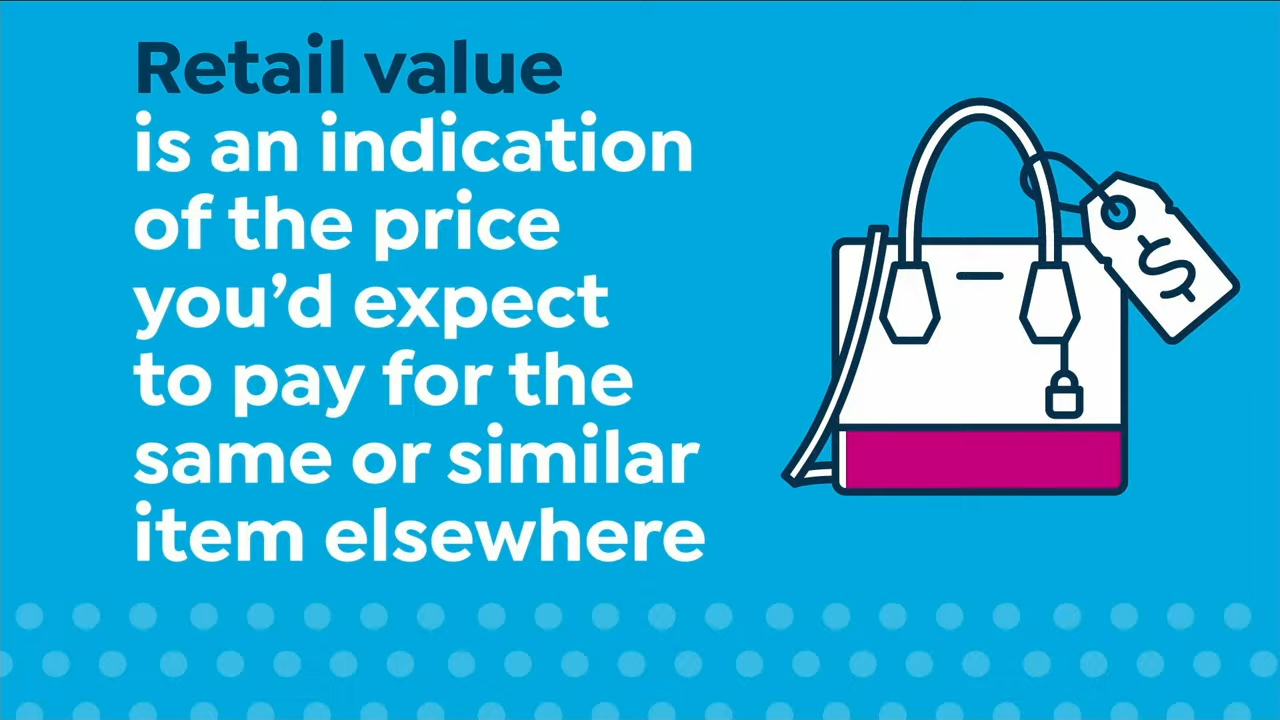 Retail value
is an indication
of the price
you’d expect
to pay for the
same or similar
item elsewhere
$